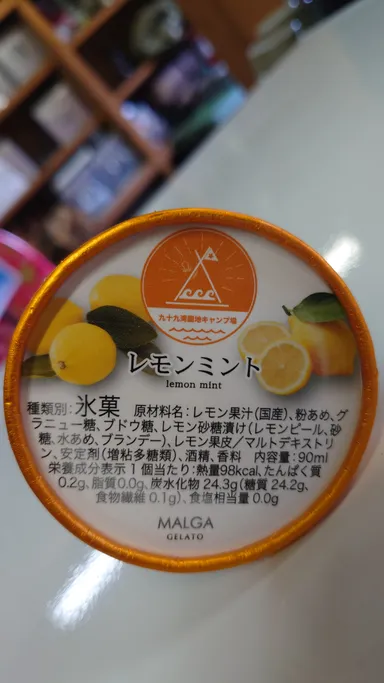 九十九湾園地キャンプ場
レモンミント
lemon mint
種類別:氷菓 原材料名:レモン果汁(国産)、粉あめ、グ
ラニュー糖、ブドウ糖、レモン砂糖漬け(レモンピール、砂
糖、水あめ、ブランデー)、レモン果皮/マルトデキストリ
ン、安定剤(増粘多糖類)、酒精、香料 内容量:90ml
栄養成分表示 1個当たり:熱量98kcal、たんぱく質
0.2g、脂質0.0g、炭水化物 24.3g(糖質 24.2g、
食物繊維 0.1g)、食塩相当量 0.0g
MALGA
GELATO